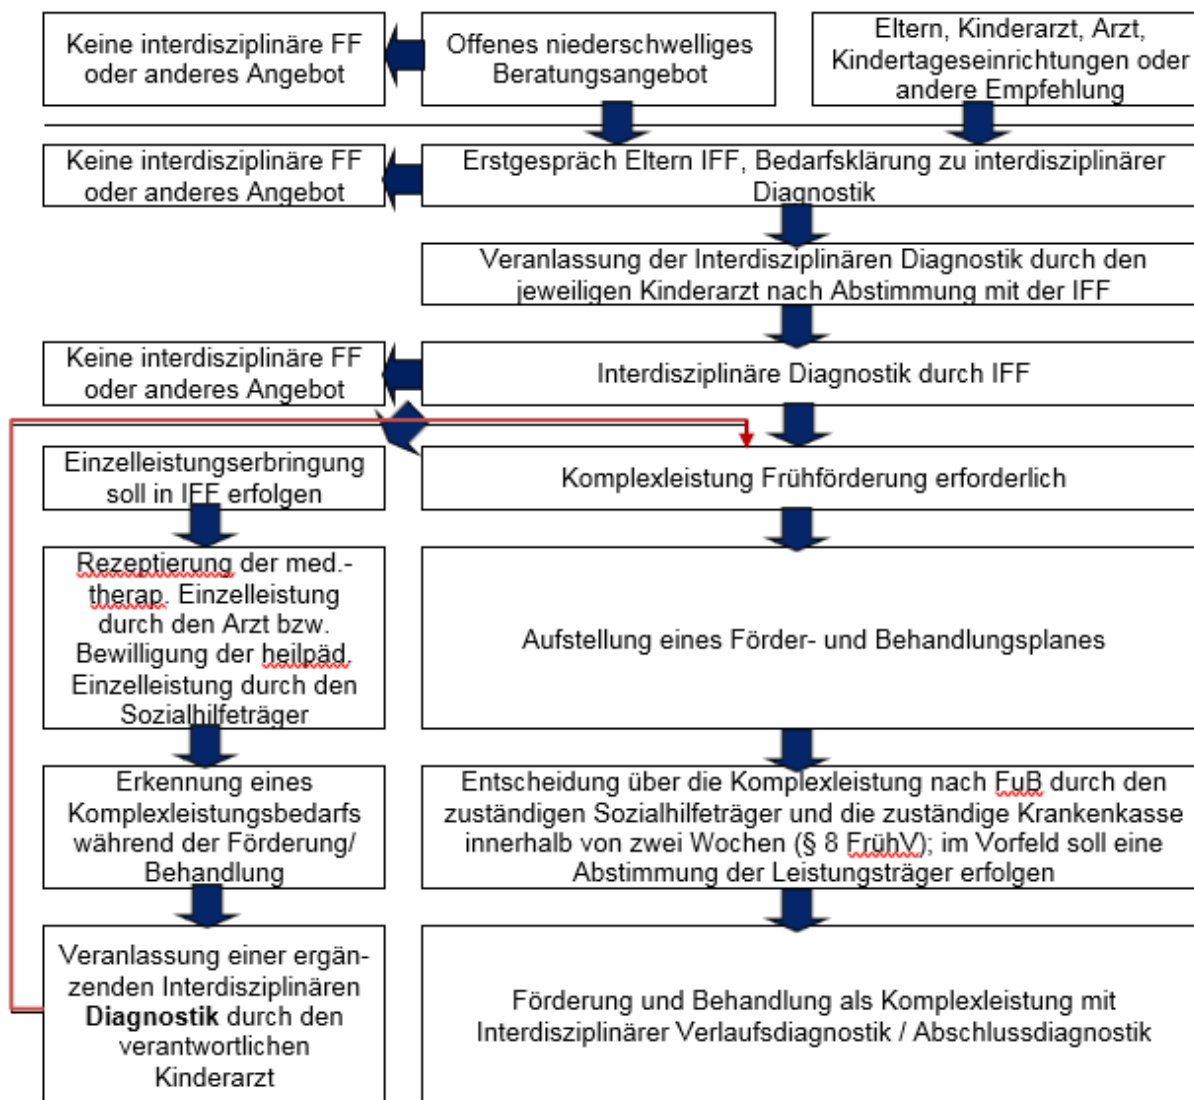 Keine interdisziplinäre FF
oder anderes Angebot
Offenes niederschwelliges
Beratungsangebot
Eltern, Kinderarzt, Arzt,
Kindertageseinrichtungen oder
andere Empfehlung
Keine interdisziplinäre FF
oder anderes Angebot
Erstgespräch Eltern IFF, Bedarfsklärung zu interdisziplinärer
Diagnostik
Veranlassung der Interdisziplinären Diagnostik durch den
jeweiligen Kinderarzt nach Abstimmung mit der IFF
Keine interdisziplinäre FF
oder anderes Angebot
Interdisziplinäre Diagnostik durch IFF
Einzelleistungserbringung
soll in IFF erfolgen
Komplexleistung Frühförderung erforderlich
Rezeptierung der med.-
therap. Einzelleistung
durch den Arzt bzw.
Bewilligung der heilpäd.
Einzelleistung durch den
Sozialhilfeträger
Aufstellung eines Förder- und Behandlungsplanes
Erkennung eines
Komplexleistungsbedarfs
während der Förderung/
Behandlung
Entscheidung über die Komplexleistung nach FuB durch den
zuständigen Sozialhilfeträger und die zuständige Krankenkasse
innerhalb von zwei Wochen (§ 8 FrühV); im Vorfeld soll eine
Abstimmung der Leistungsträger erfolgen
Veranlassung einer ergän-
zenden Interdisziplinären
Diagnostik durch den
verantwortlichen
Kinderarzt
Förderung und Behandlung als Komplexleistung mit
Interdisziplinärer Verlaufsdiagnostik / Abschlussdiagnostik